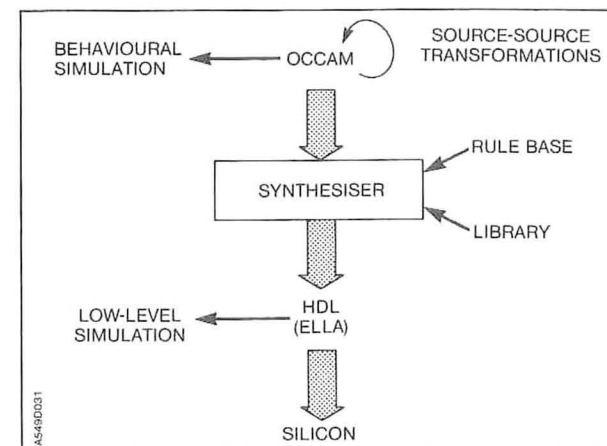 BEHAVIOURAL
SIMULATION
OCCAM
SOURCE-SOURCE
TRANSFORMATIONS
RULE BASE
SYNTHESISER
LIBRARY
LOW-LEVEL
SIMULATION
HDL
(ELLA)
SILICON
A549D031